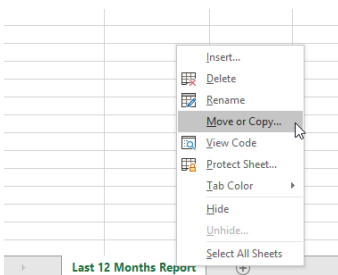 Insert...
Delete
Rename
Move or Copy...
View Code
Protect Sheet...
Tab Color
Hide
Unhide...
Select All Sheets
Last 12 Months Report